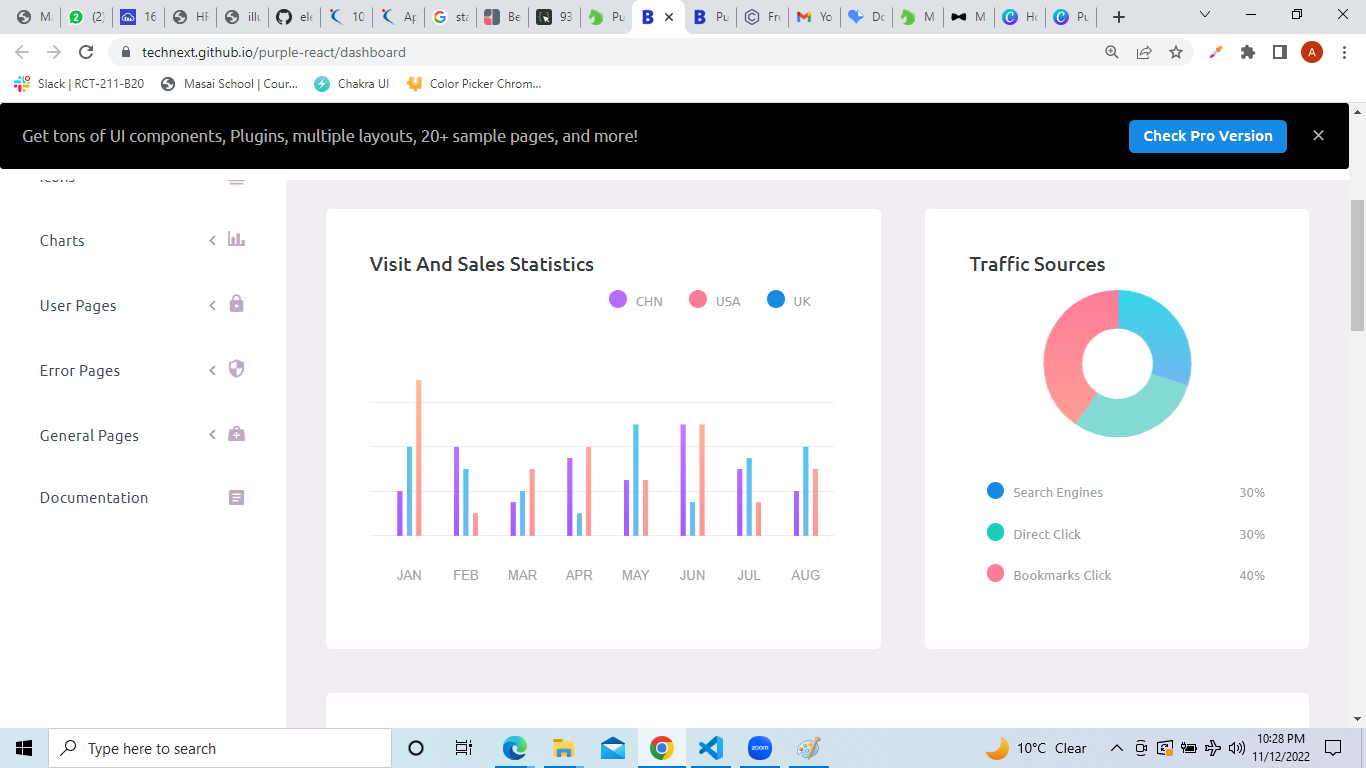 Ma
(2)
16
HF
illu
ele
10
Ap
sta
Be
93
Pu
Pu
Fre
Yo
Do
M
M
Ho
Pu
technext.github.io/purple-react/dashboard
A
Slack | RCT-211-B20
Masai School | Cour...
Chakra UI
Color Picker Chrom...
Get tons of UI components, Plugins, multiple layouts, 20+ sample pages, and more!
Check Pro Version
Icons
Charts
User Pages
Error Pages
General Pages
Documentation
Visit And Sales Statistics
CHN USA UK
JAN FEB MAR APR MAY JUN JUL AUG
Traffic Sources
Search Engines 30%
Direct Click 30%
Bookmarks Click 40%
Type here to search
zoom
10°C Clear
10:28 PM
11/12/2022